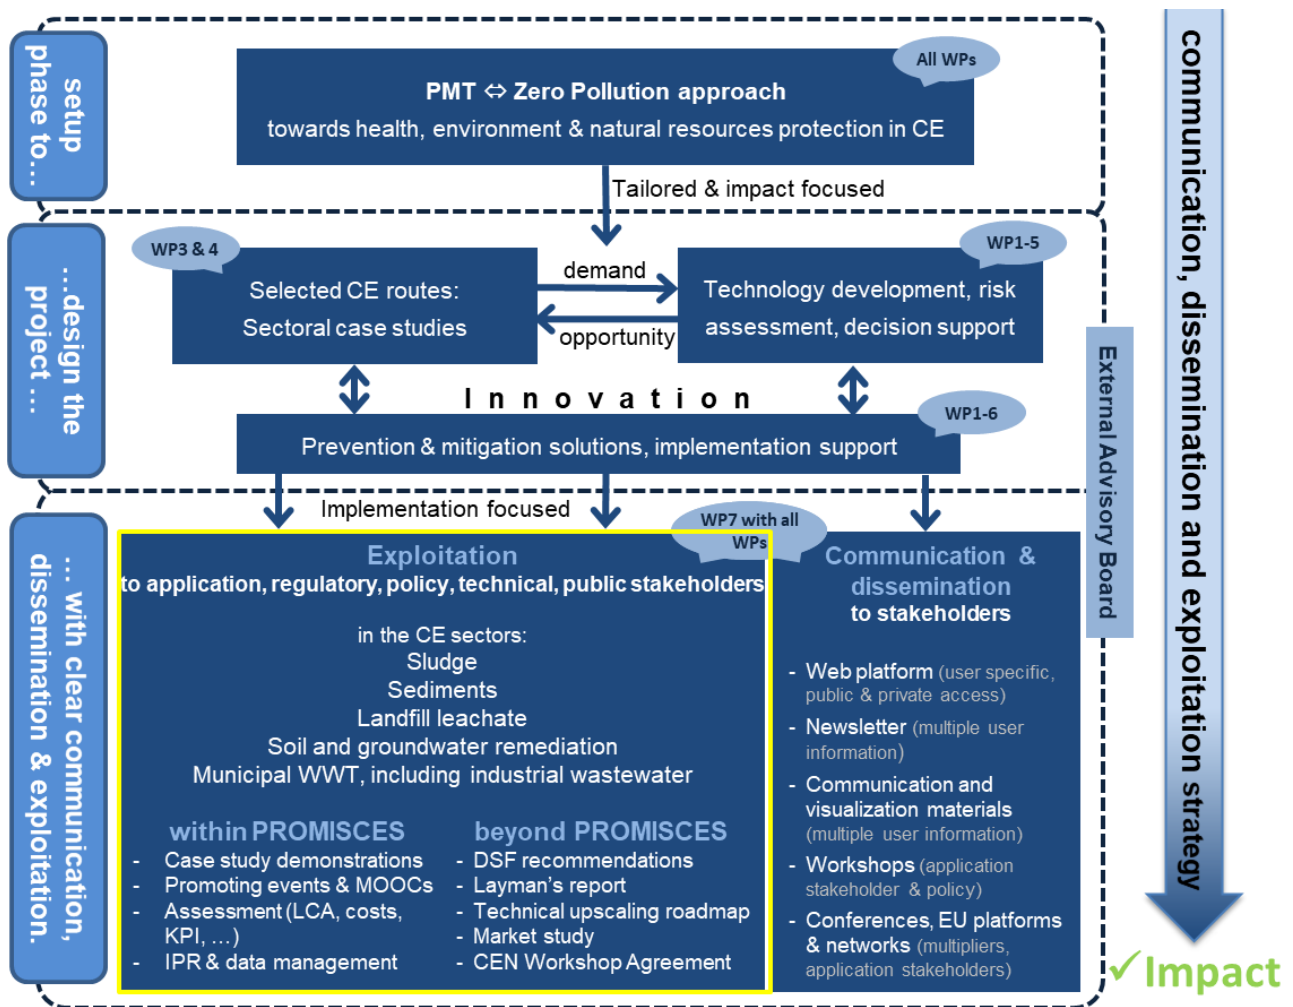 setup
phase to…
All WPs
PMT ⇔ Zero Pollution approach
towards health, environment & natural resources protection in CE
Tailored & impact focused
…design the
project …
WP3 & 4
Selected CE routes:
Sectoral case studies
demand
opportunity
WP1-5
Technology development, risk
assessment, decision support
Innovation
WP1-6
Prevention & mitigation solutions, implementation support
Implementation focused
… with clear communication,
dissemination & exploitation.
WP7 with all
WPs
Exploitation
to application, regulatory, policy, technical, public stakeholders
in the CE sectors:
Sludge
Sediments
Landfill leachate
Soil and groundwater remediation
Municipal WWT, including industrial wastewater
within PROMISCES
- Case study demonstrations
- Promoting events & MOOCs
- Assessment (LCA, costs,
KPI, …)
- IPR & data management
beyond PROMISCES
- DSF recommendations
- Layman's report
- Technical upscaling roadmap
- Market study
- CEN Workshop Agreement
Communication &
dissemination
to stakeholders
- Web platform (user specific,
public & private access)
- Newsletter (multiple user
information)
- Communication and
visualization materials
(multiple user information)
- Workshops (application
stakeholder & policy)
- Conferences, EU platforms
& networks (multipliers,
application stakeholders)
External Advisory Board
communication, dissemination and exploitation strategy
✓Impact